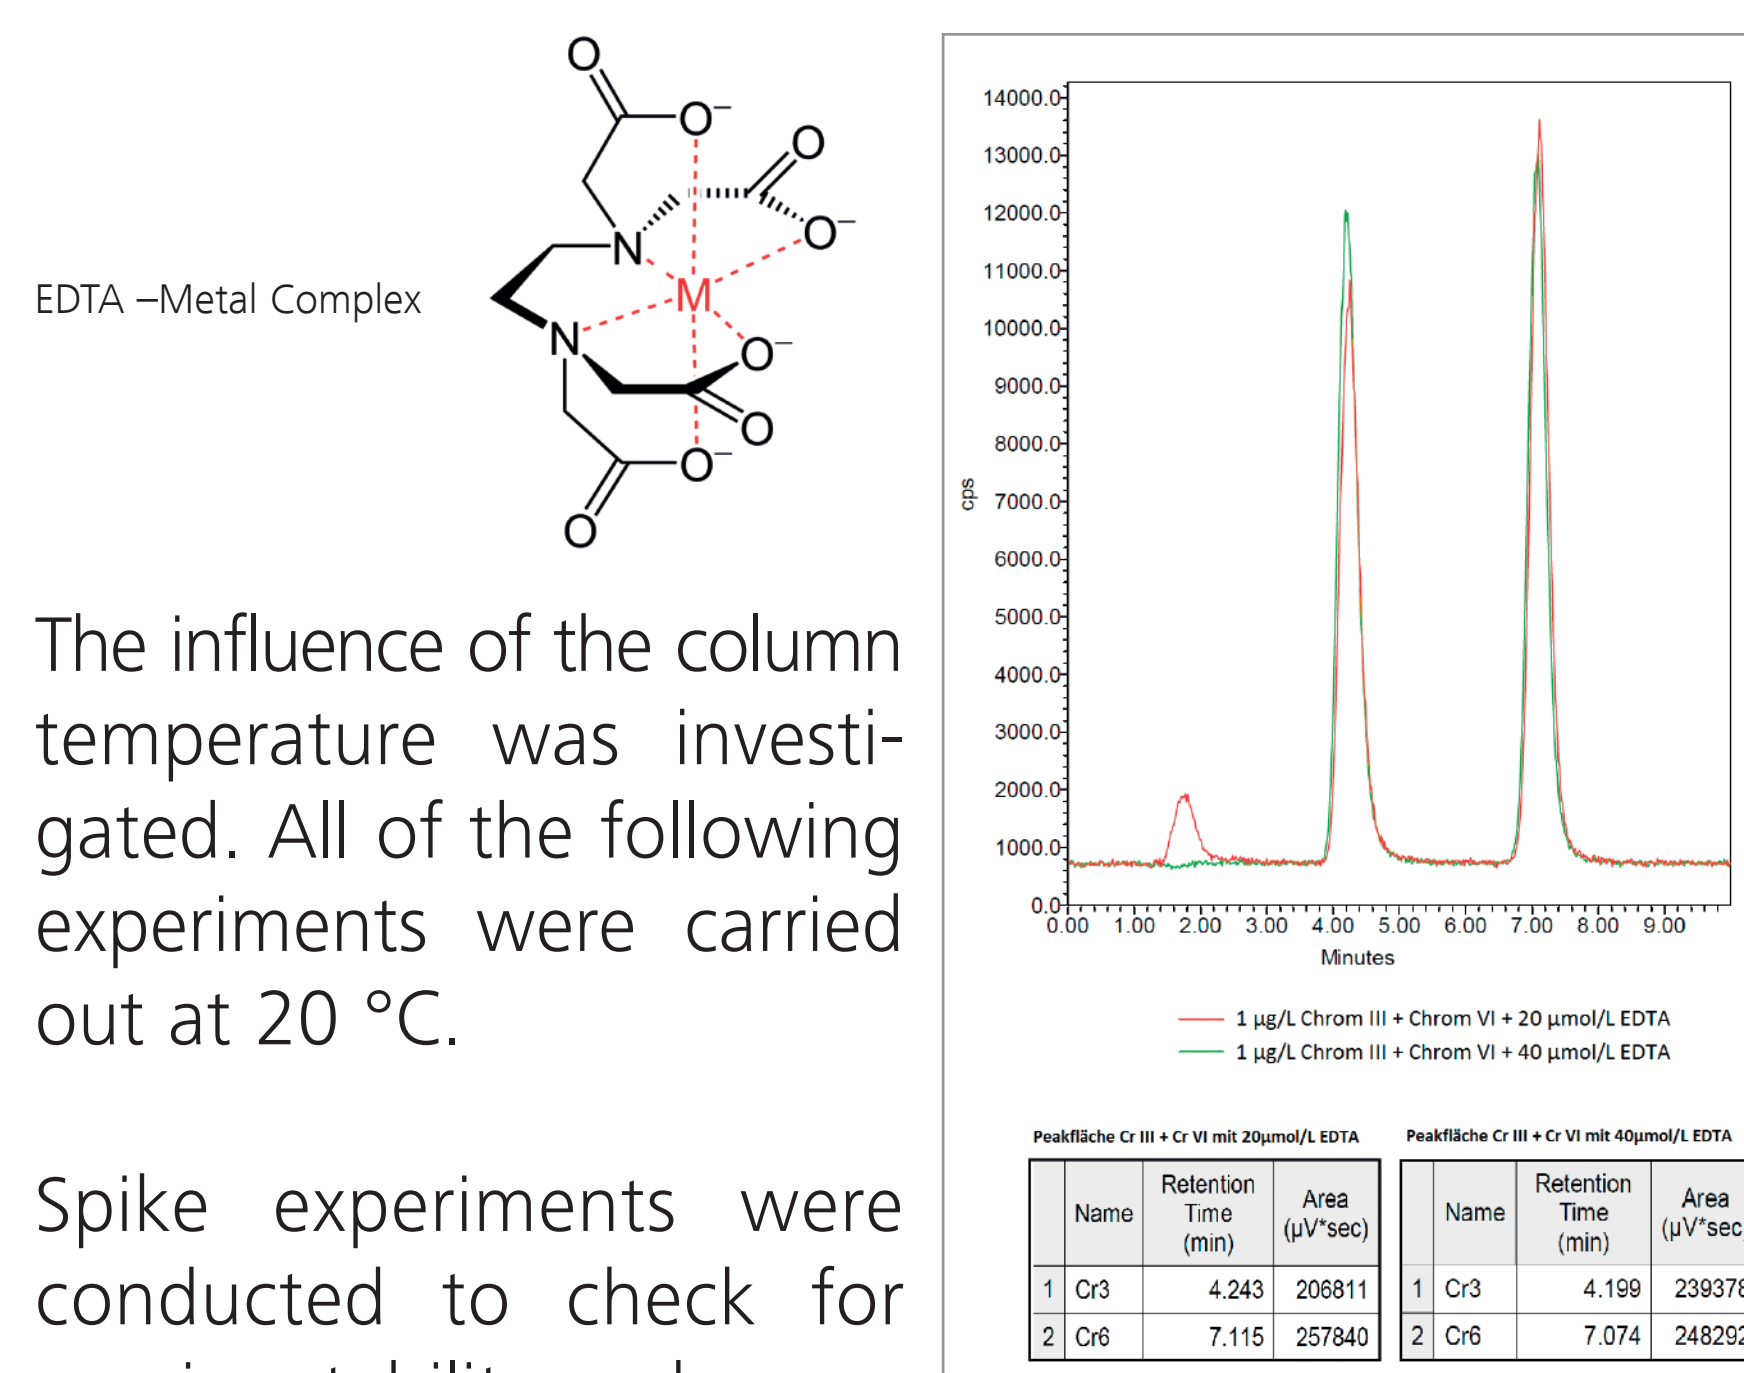 EDTA –Metal Complex
O
O–
O
O–
N
M
N
O–
O
O–
O
The influence of the column
temperature was investi-
gated. All of the following
experiments were carried
out at 20 °C.
Spike experiments were
conducted to check for
14000.0
13000.0
12000.0
11000.0
10000.0
9000.0
8000.0
7000.0
6000.0
5000.0
4000.0
3000.0
2000.0
1000.0
0.0
cps
0.00 1.00 2.00 3.00 4.00 5.00 6.00 7.00 8.00 9.00
Minutes
1 µg/L Chrom III + Chrom VI + 20 µmol/L EDTA
1 µg/L Chrom III + Chrom VI + 40 µmol/L EDTA
Peakfläche Cr III + Cr VI mit 20µmol/L EDTA
Name Retention Time (min) Area (µV*sec)
1 Cr3 4.243 206811
2 Cr6 7.115 257840
Peakfläche Cr III + Cr VI mit 40µmol/L EDTA
Name Retention Time (min) Area (µV*sec)
1 Cr3 4.199 239378
2 Cr6 7.074 248292